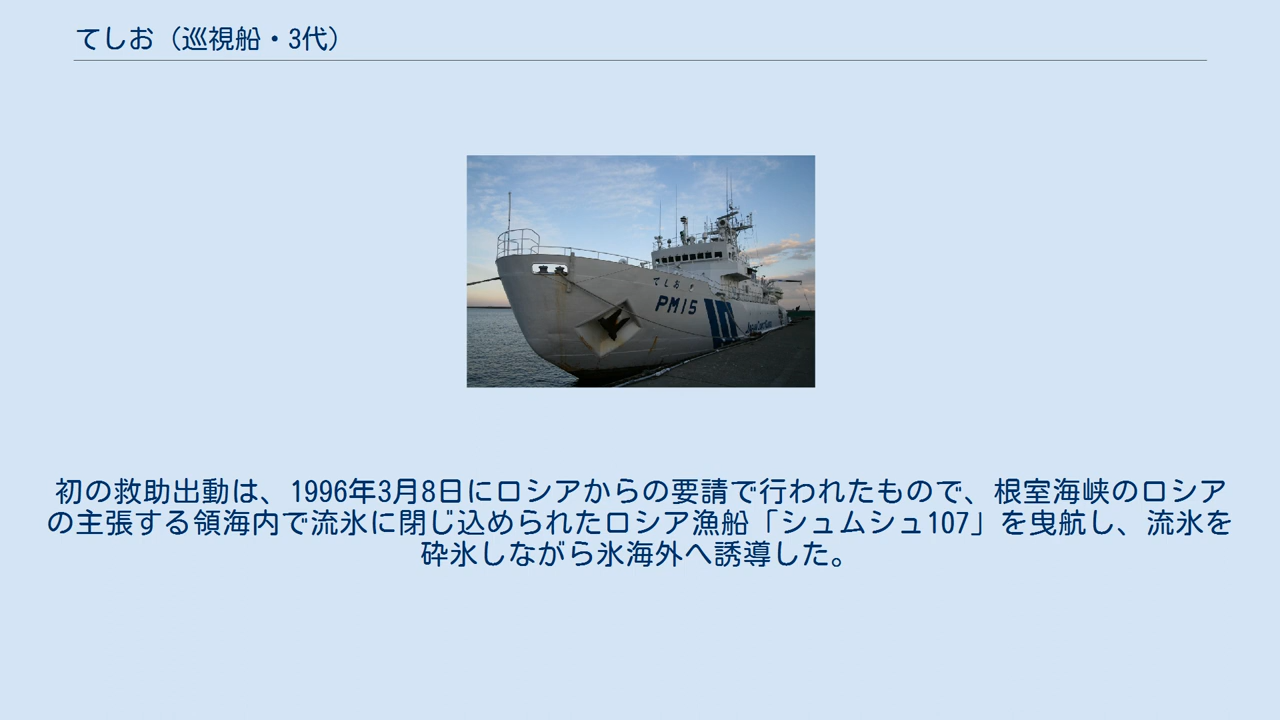 てしお（巡視船・3代）
てしお
PM15
初の救助出動は、1996年3月8日にロシアからの要請で行われたもので、根室海峡のロシア
の主張する領海内で流氷に閉じ込められたロシア漁船「シュムシュ107」を曳航し、流氷を
砕氷しながら氷海外へ誘導した。